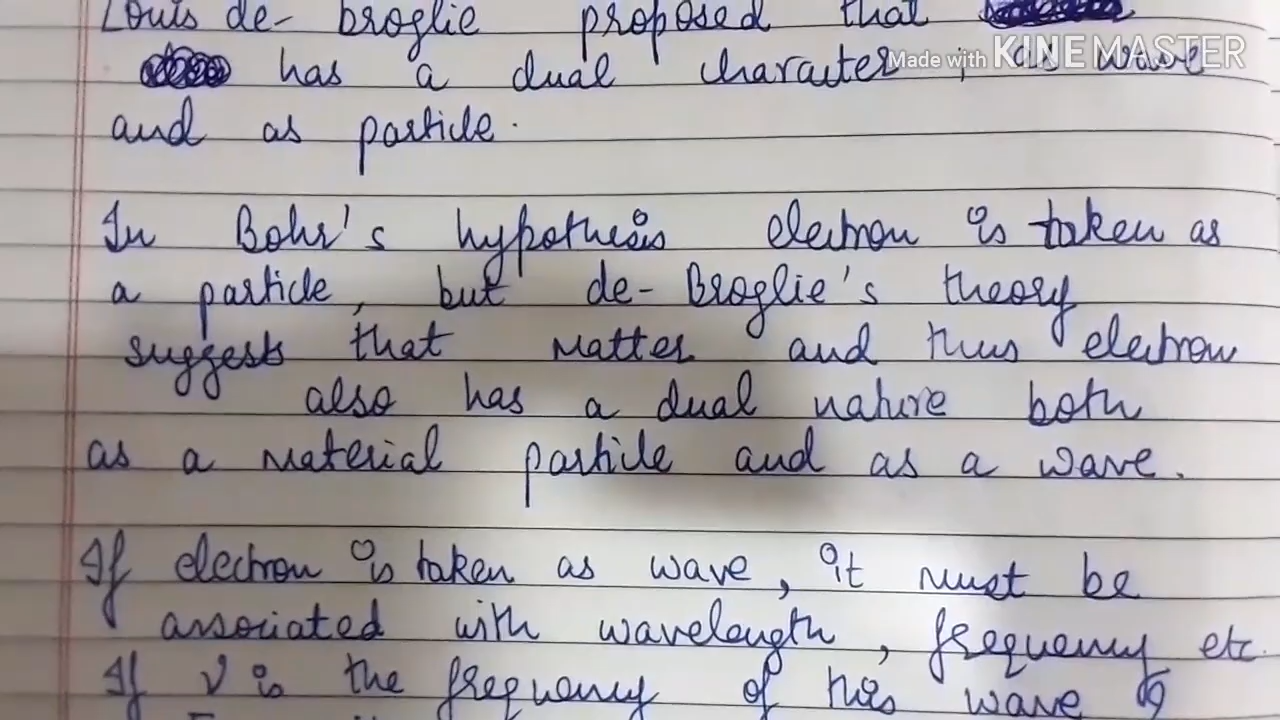 Louis de- broglie proposed that
has a dual character ; as wave
and as particle.
In Bohr's hypothesis electron is taken as
a particle, but de- Broglie's theory
suggests that matter and thus electron
also has a dual nature both
as a material particle and as a wave.
If electron is taken as wave, it must be
associated with wavelength, frequency etc.
If ν is the frequency of this wave
Made with KINEMASTER